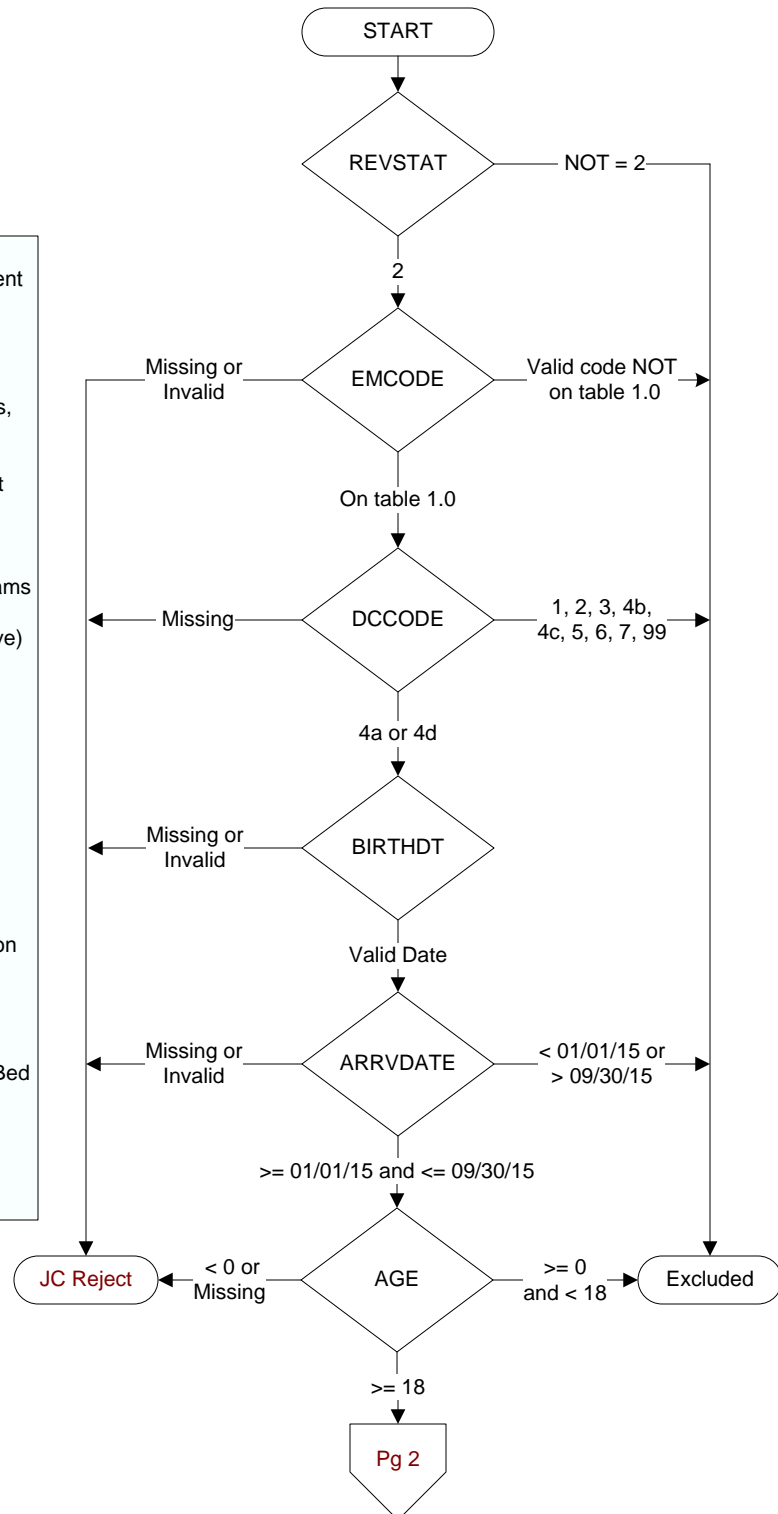 START
REVSTAT
NOT = 2
2
Missing or
Invalid
EMCODE
Valid code NOT
on table 1.0
On table 1.0
Missing
DCCODE
1, 2, 3, 4b,
4c, 5, 6, 7, 99
4a or 4d
Missing or
Invalid
BIRTHDT
Valid Date
Missing or
Invalid
ARRVDATE
< 01/01/15 or
> 09/30/15
>= 01/01/15 and <= 09/30/15
JC Reject
< 0 or
Missing
AGE
>= 0
and < 18
Excluded
>= 18
Pg 2